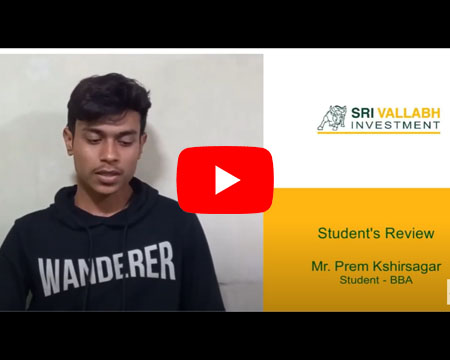 WANDERER
SRI VALLABH
INVESTMENT
Student's Review
Mr. Prem Kshirsagar
Student - BBA